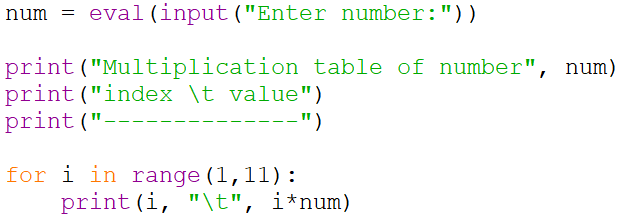 num = eval(input("Enter number:"))
print("Multiplication table of number", num)
print("index \t value")
print("--------------")
for i in range(1,11):
    print(i, "\t", i*num)